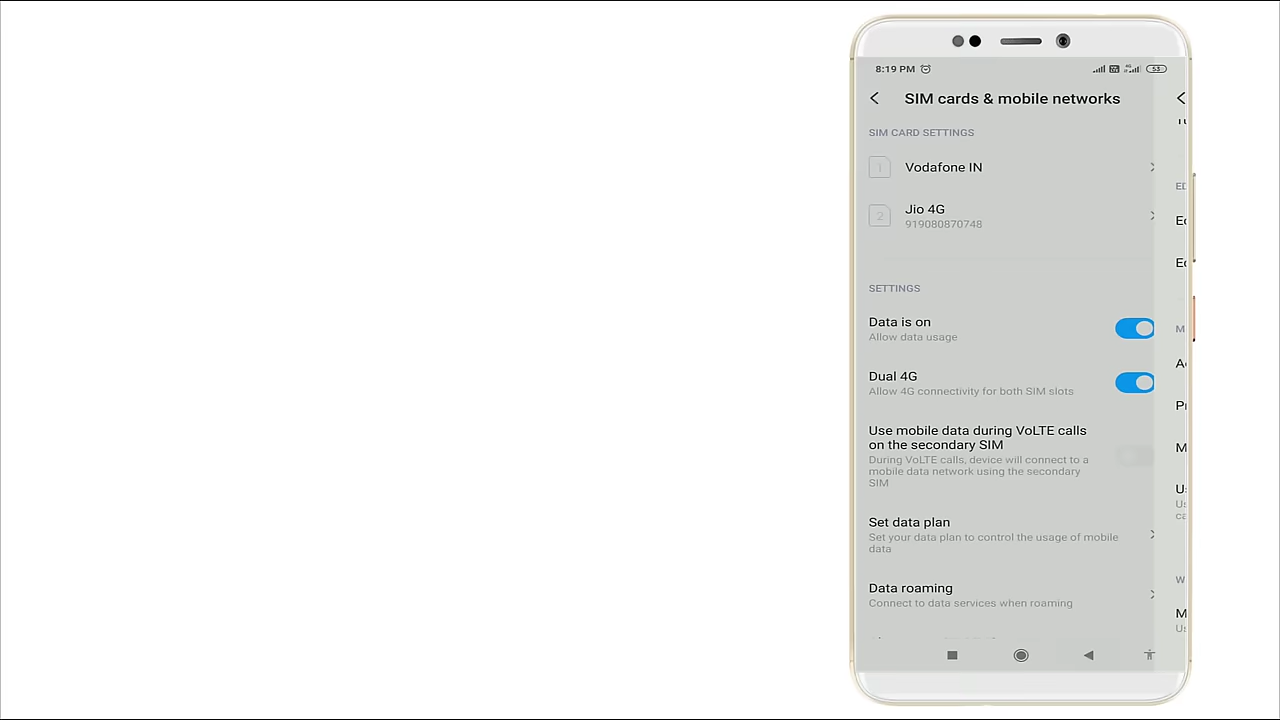 8:19 PM
53
SIM cards & mobile networks
SIM CARD SETTINGS
1
Vodafone IN
2
Jio 4G
919080870748
SETTINGS
Data is on
Allow data usage
Dual 4G
Allow 4G connectivity for both SIM slots
Use mobile data during VoLTE calls
on the secondary SIM
During VoLTE calls, device will connect to a
mobile data network using the secondary
SIM
Set data plan
Set your data plan to control the usage of mobile
data
Data roaming
Connect to data services when roaming